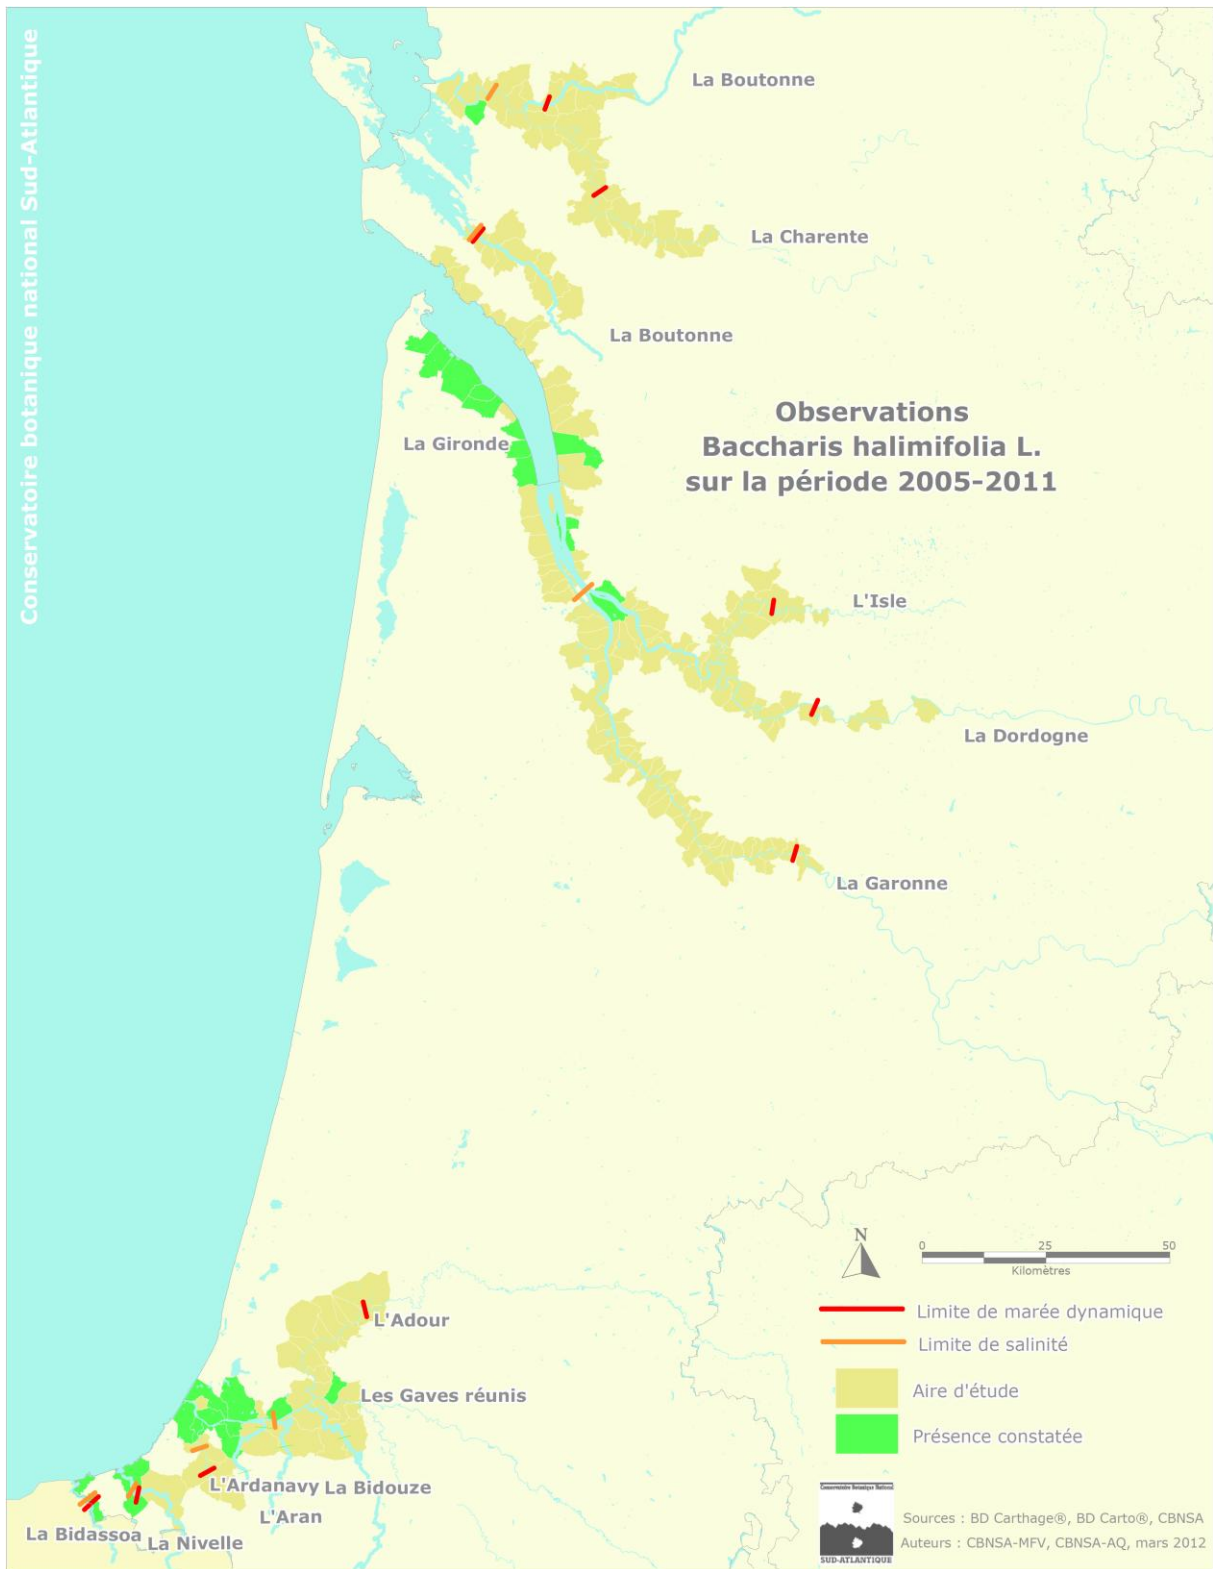 Conservatoire botanique national Sud-Atlantique
La Boutonne
La Charente
La Boutonne
Observations
Baccharis halimifolia L.
sur la période 2005-2011
La Gironde
L'Isle
La Dordogne
La Garonne
N
0 25 50
Kilomètres
Limite de marée dynamique
Limite de salinité
Aire d'étude
Présence constatée
L'Adour
Les Gaves réunis
L'Ardanavy La Bidouze
L'Aran
La Bidassoa
La Nivelle
Conservatoire Botanique National
SUD-ATLANTIQUE
Sources : BD Carthage®, BD Carto®, CBNSA
Auteurs : CBNSA-MFV, CBNSA-AQ, mars 2012